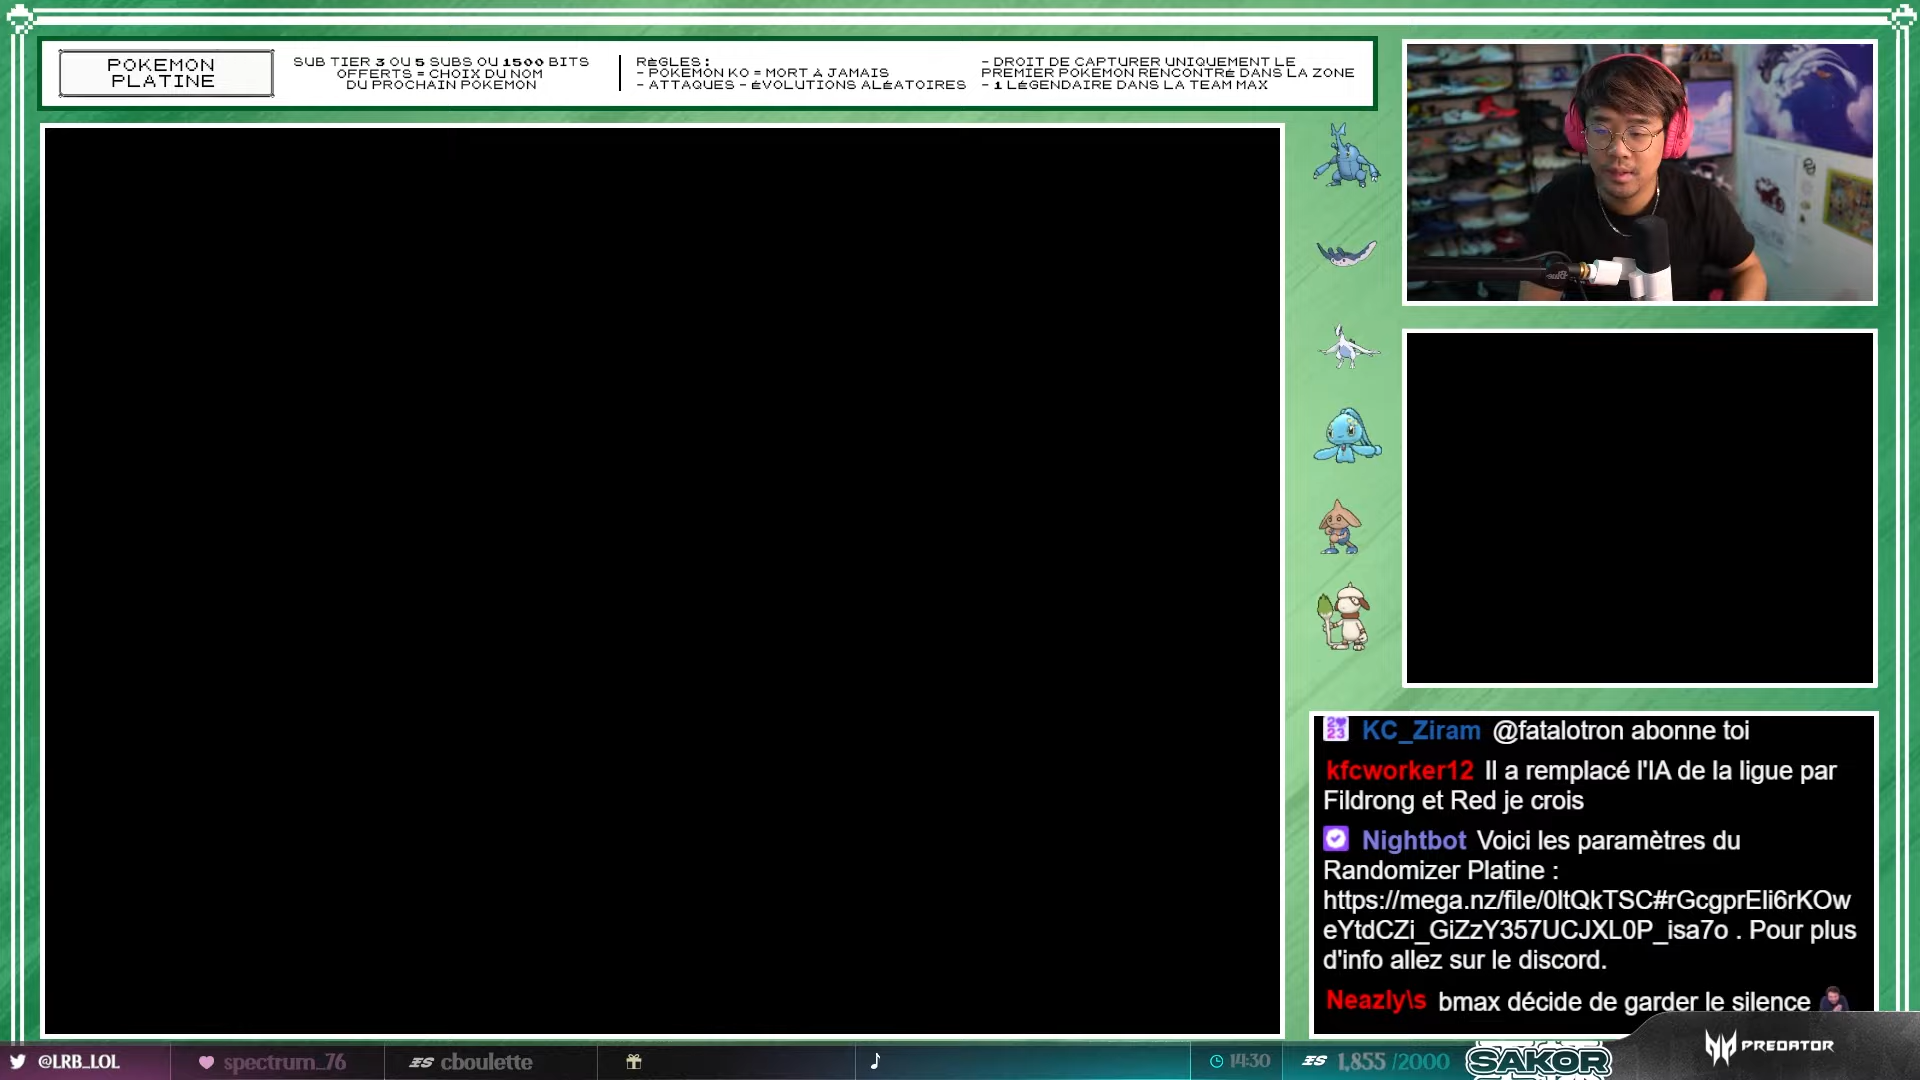 POKEMON
PLATINE
SUB TIER 3 OU 5 SUBS OU 1500 BITS
OFFERTS = CHOIX DU NOM
DU PROCHAIN POKEMON
RÈGLES :
- POKEMON KO = MORT À JAMAIS
- ATTAQUES - ÉVOLUTIONS ALÉATOIRES
- DROIT DE CAPTURER UNIQUEMENT LE
PREMIER POKEMON RENCONTRÉ DANS LA ZONE
- 1 LÉGENDAIRE DANS LA TEAM MAX
KC_Ziram @fatalotron abonne toi
kfcworker12 Il a remplacé l'IA de la ligue par
Fildrong et Red je crois
Nightbot Voici les paramètres du
Randomizer Platine :
https://mega.nz/file/0ltQkTSC#rGcgprEli6rKOw
eYtdCZi_GiZzY357UCJXL0P_isa7o . Pour plus
d'info allez sur le discord.
Neazly\s bmax décide de garder le silence
@LRB_LOL
spectrum_76
cboulette
14:30
1,855 /2000
SAKOR
PREDATOR